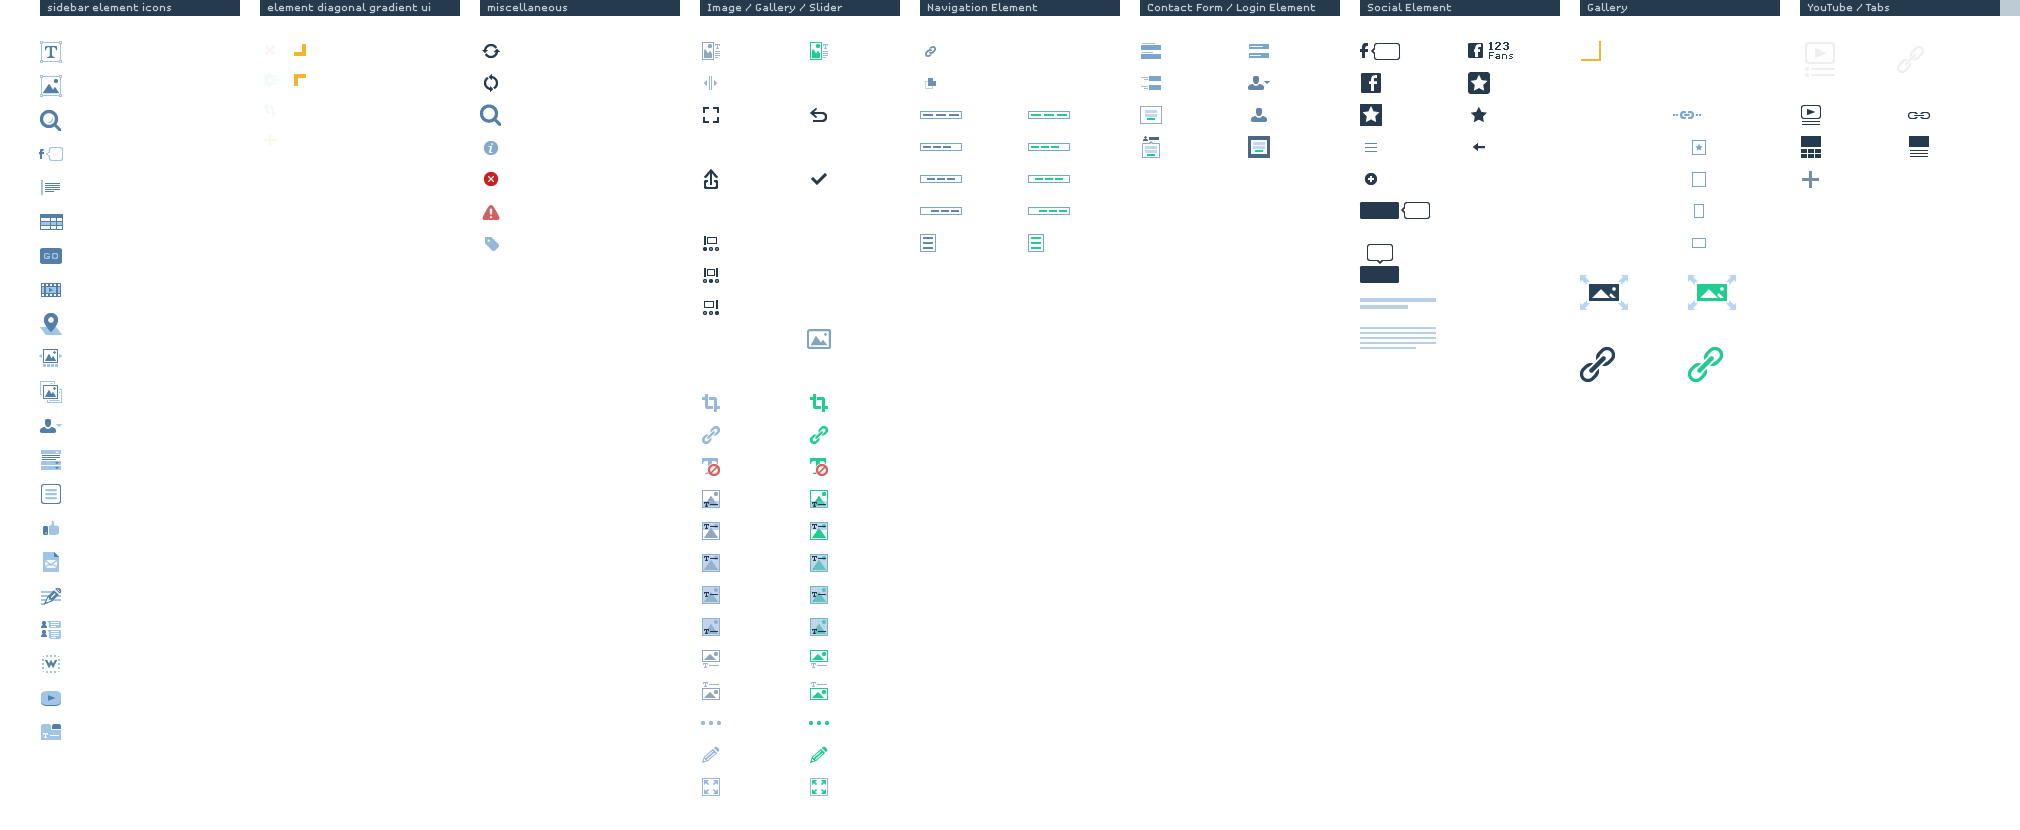 sidebar element icons
element diagonal gradient ui
miscellaneous
Image / Gallery / Slider
Navigation Element
Contact Form / Login Element
Social Element
Gallery
YouTube / Tabs
T
f
123
Fans
f
f
i
GO
W